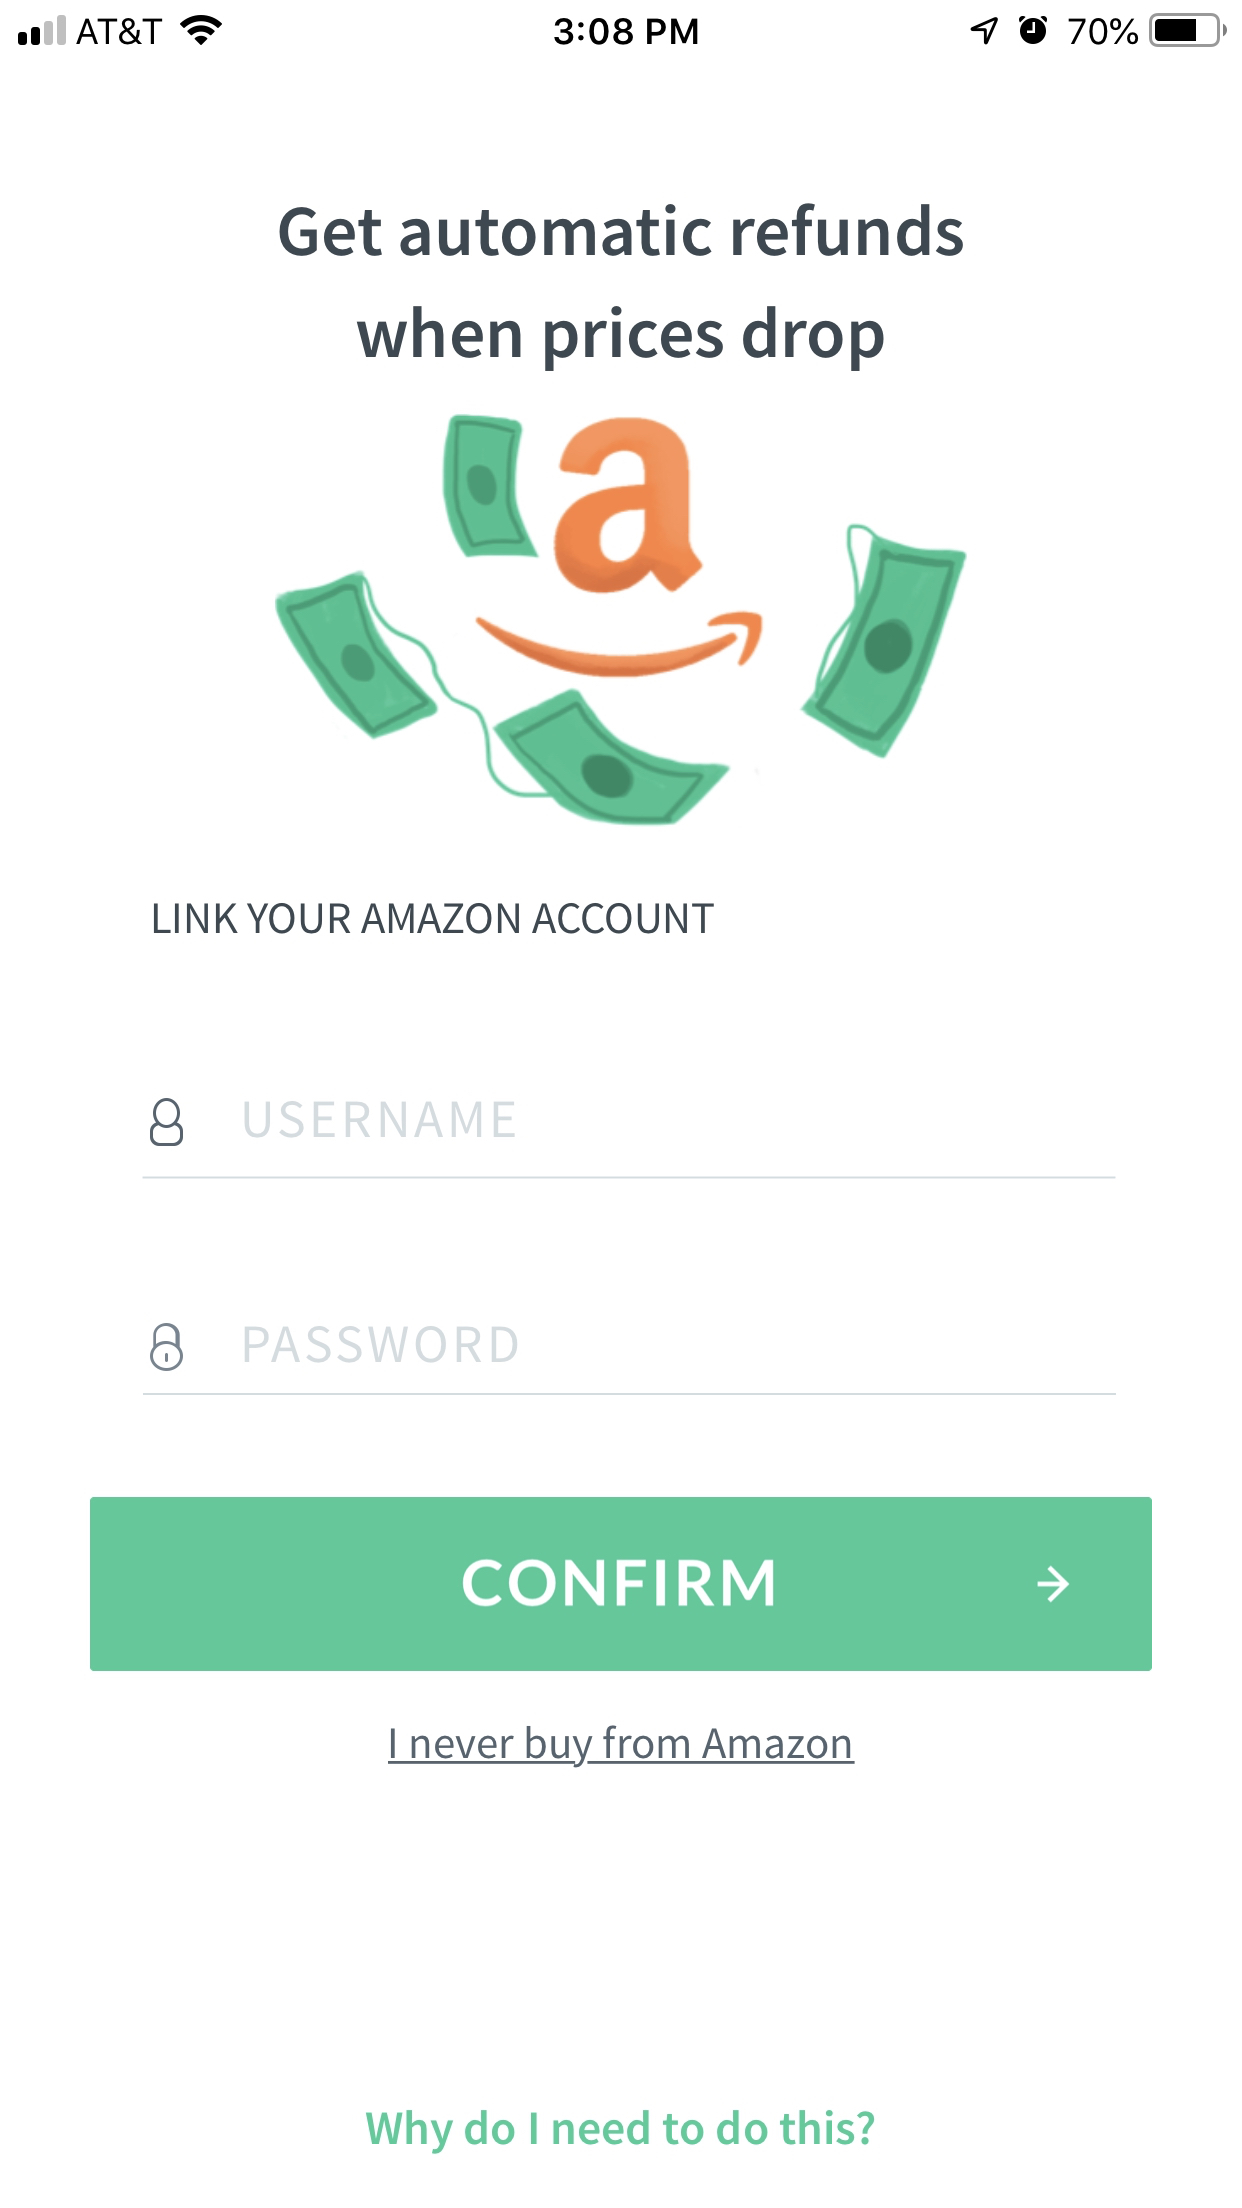 AT&T 3:08 PM 70%
Get automatic refunds
when prices drop
a
LINK YOUR AMAZON ACCOUNT
USERNAME
PASSWORD
CONFIRM
I never buy from Amazon
Why do I need to do this?